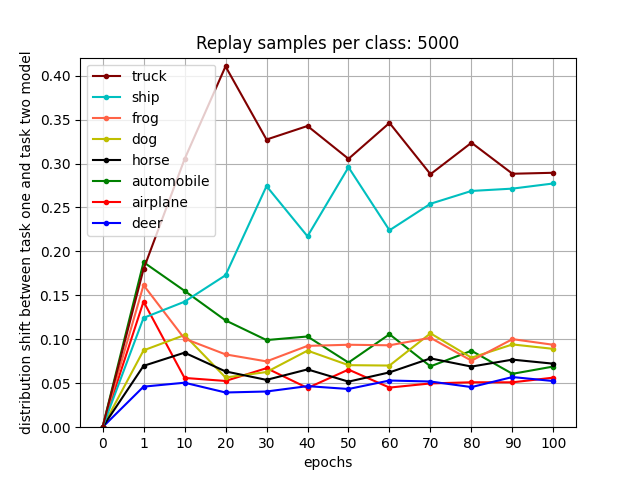 Replay samples per class: 5000
distribution shift between task one and task two model
0.40
0.35
0.30
0.25
0.20
0.15
0.10
0.05
0.00
truck
ship
frog
dog
horse
automobile
airplane
deer
0 1 10 20 30 40 50 60 70 80 90 100
epochs